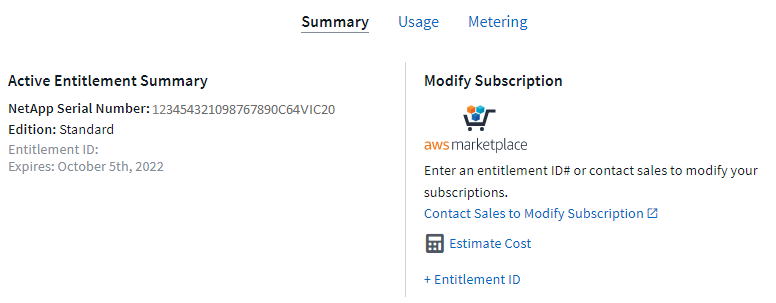 Summary Usage Metering
Active Entitlement Summary
NetApp Serial Number: 123454321098767890C64VIC20
Edition: Standard
Entitlement ID:
Expires: October 5th, 2022
Modify Subscription
aws marketplace
Enter an entitlement ID# or contact sales to modify your
subscriptions.
Contact Sales to Modify Subscription
Estimate Cost
+ Entitlement ID